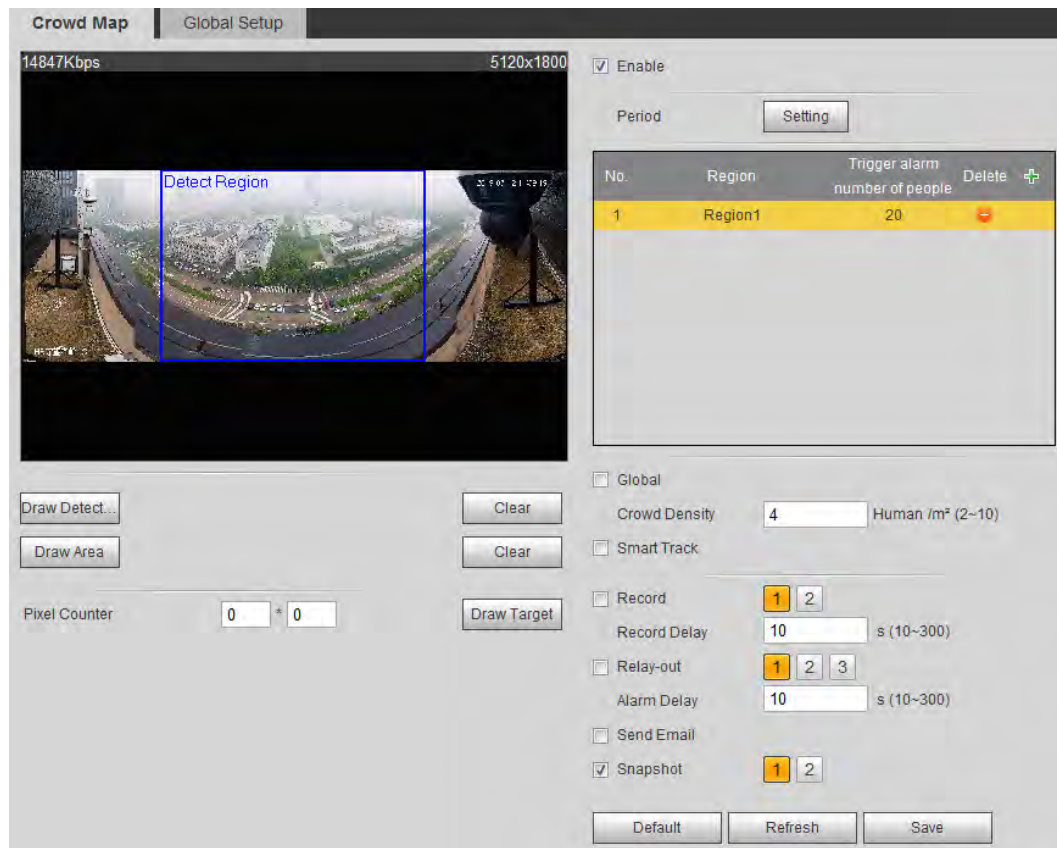 Crowd Map Global Setup
14847Kbps 5120x1800
Detect Region
Enable
Period Setting
No. Region Trigger alarm number of people Delete
1 Region1 20
Draw Detect... Clear
Draw Area Clear
Pixel Counter 0 * 0 Draw Target
Global
Crowd Density 4 Human /m² (2~10)
Smart Track
Record 1 2
Record Delay 10 s (10~300)
Relay-out 1 2 3
Alarm Delay 10 s (10~300)
Send Email
Snapshot 1 2
Default Refresh Save